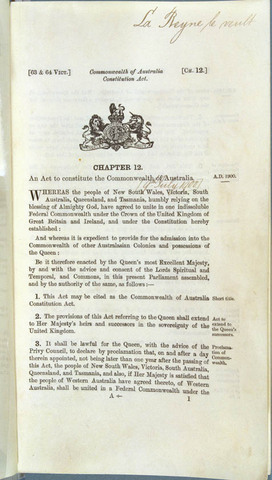 La Reyne le veult
[63 & 64 VICT.] Commonwealth of Australia [CH. 12.]
Constitution Act.
CHAPTER 12.
An Act to constitute the Commonwealth of Australia. A.D. 1900.
[9th July 1900]
WHEREAS the people of New South Wales, Victoria, South
Australia, Queensland, and Tasmania, humbly relying on the
blessing of Almighty God, have agreed to unite in one indissoluble
Federal Commonwealth under the Crown of the United Kingdom of
Great Britain and Ireland, and under the Constitution hereby
established:
And whereas it is expedient to provide for the admission into the
Commonwealth of other Australasian Colonies and possessions of
the Queen:
Be it therefore enacted by the Queen's most Excellent Majesty,
by and with the advice and consent of the Lords Spiritual and
Temporal, and Commons, in this present Parliament assembled,
and by the authority of the same, as follows:—
1. This may be cited as the Commonwealth of Australia Short title.
Constitution Act.
2. The provisions of this Act referring to the Queen shall extend Act to
to Her Majesty's heirs and successors in the sovereignty of the extend to
United Kingdom. the Queen's
successors.
3. It shall be lawful for the Queen, with the advice of the Proclama-
Privy Council, to declare by proclamation that, on and after a day tion of
therein appointed, not being later than one year after the passing of Common-
this Act, the people of New South Wales, Victoria, South Australia, wealth.
Queensland, and Tasmania, and also, if Her Majesty is satisfied that
the people of Western Australia have agreed thereto, of Western
Australia, shall be united in a Federal Commonwealth under the
A 1